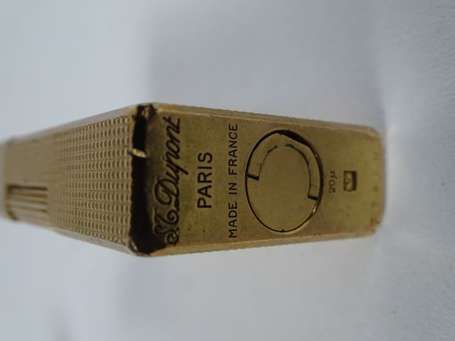 S.T. Dupont
PARIS
MADE IN FRANCE
20µ